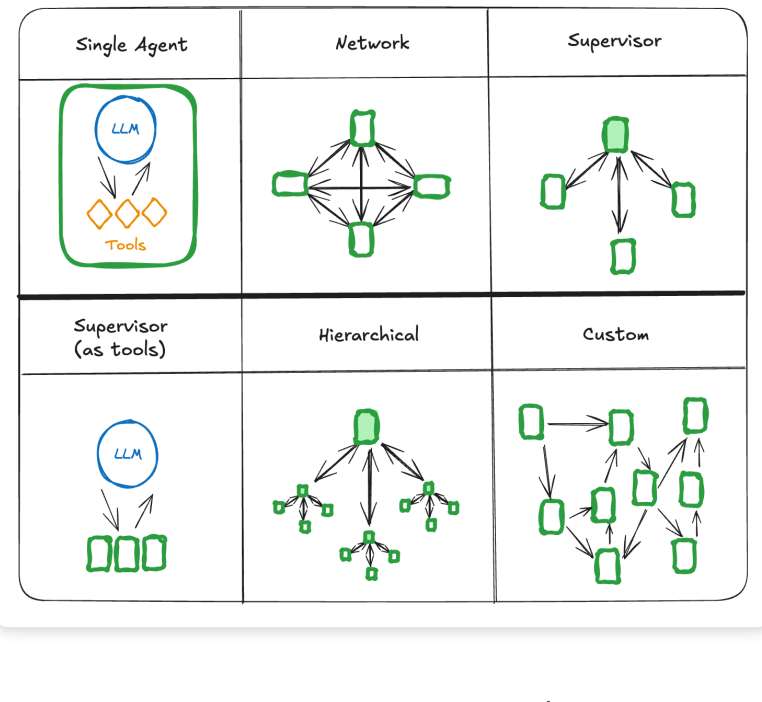 Single Agent
Network
Supervisor
LLM
Tools
Supervisor
(as tools)
Hierarchical
Custom
LLM